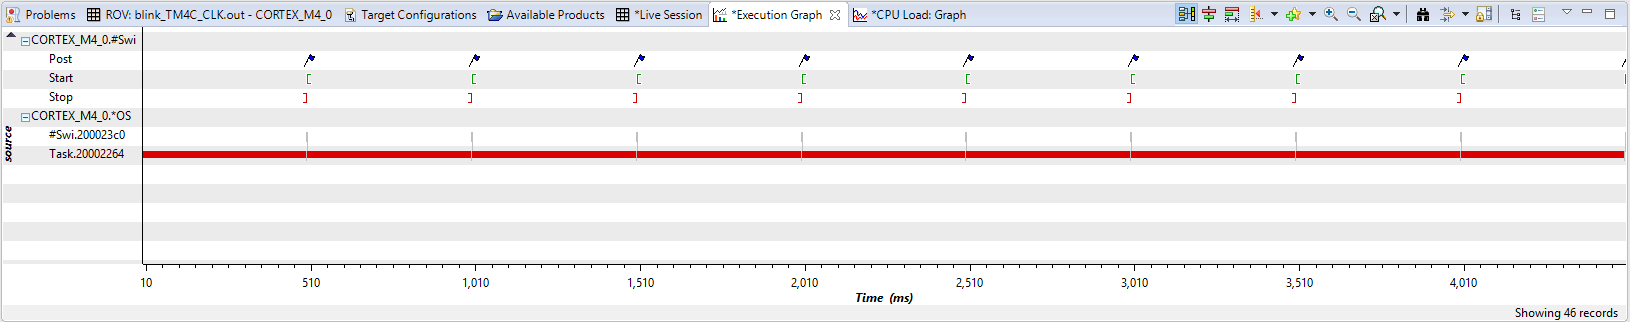 Problems ROV: blink_TM4C_CLK.out - CORTEX_M4_0 Target Configurations Available Products *Live Session *Execution Graph *CPU Load: Graph
CORTEX_M4_0.#Swi
Post
Start
Stop
CORTEX_M4_0.*OS
#Swi.200023c0
Task.20002264
source
10 510 1,010 1,510 2,010 2,510 3,010 3,510 4,010
Time (ms)
Showing 46 records